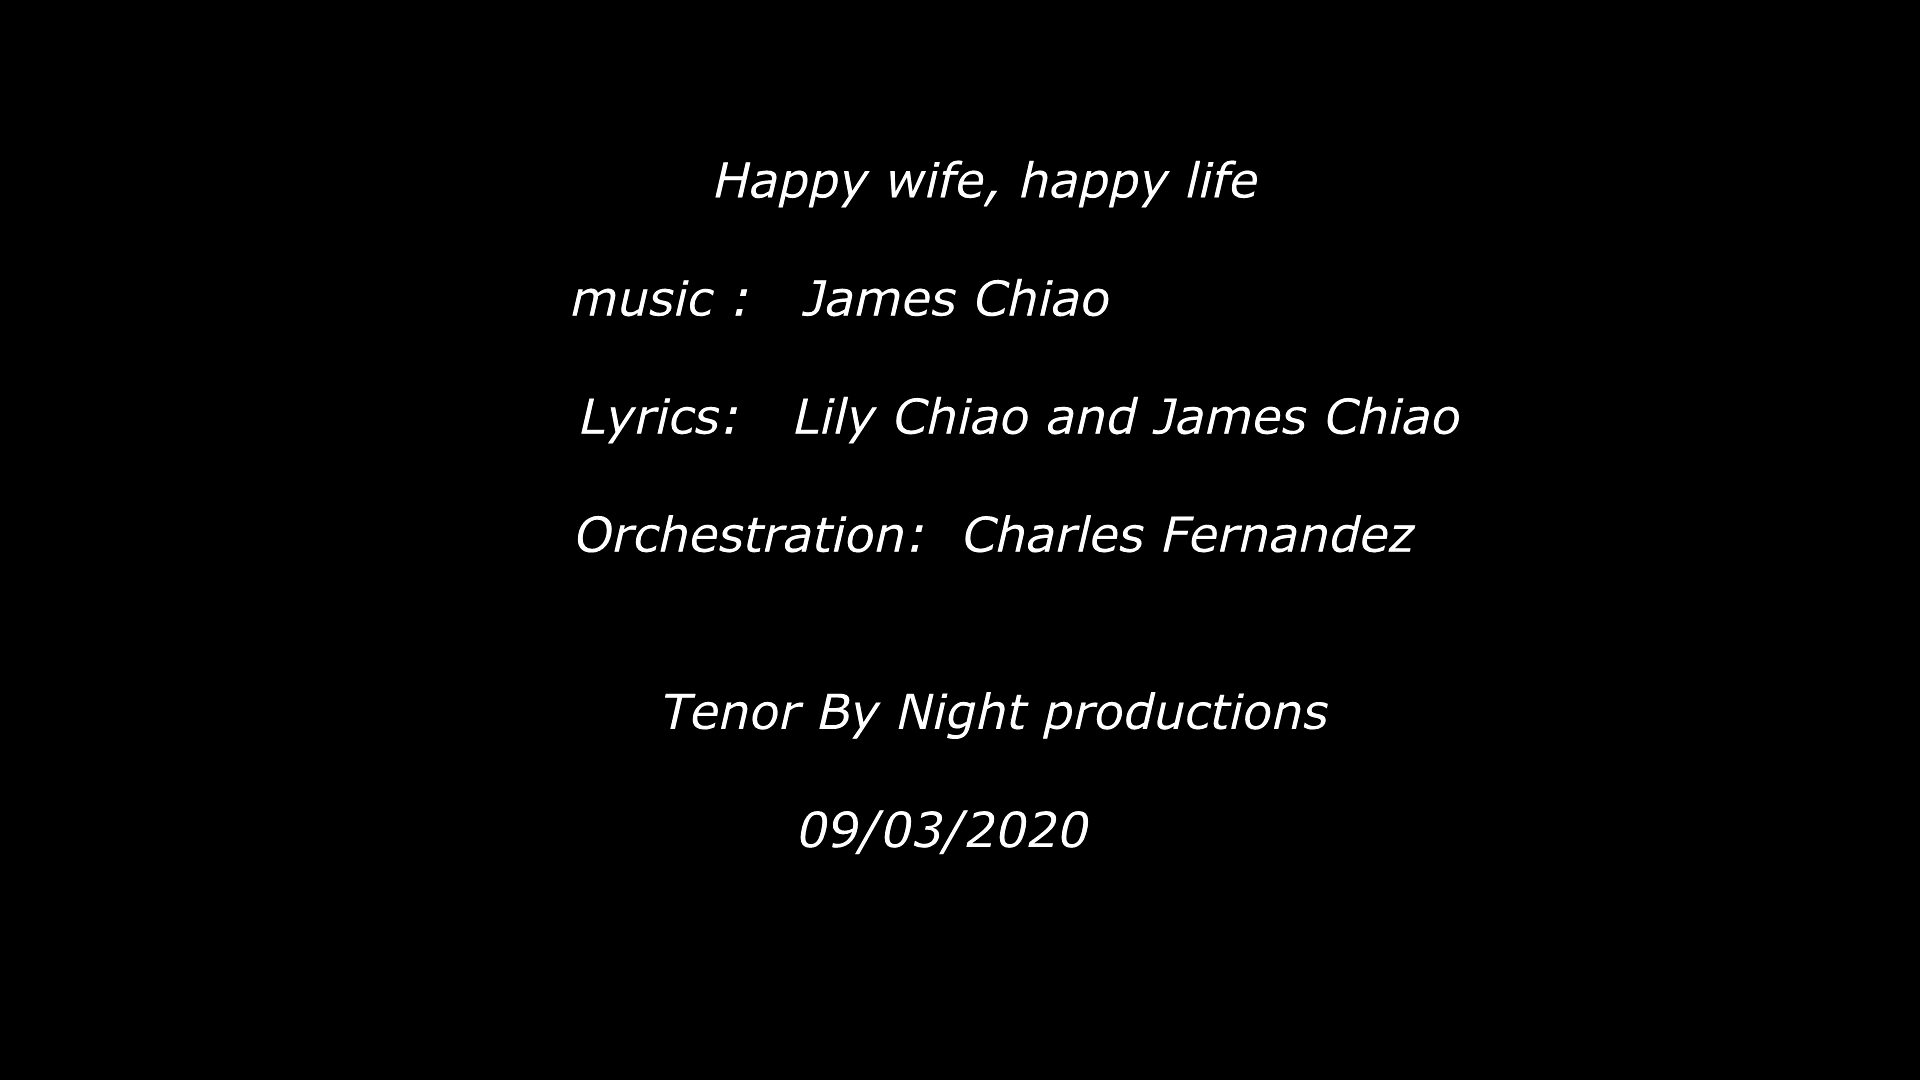 Happy wife, happy life
music : James Chiao
Lyrics: Lily Chiao and James Chiao
Orchestration: Charles Fernandez
Tenor By Night productions
09/03/2020